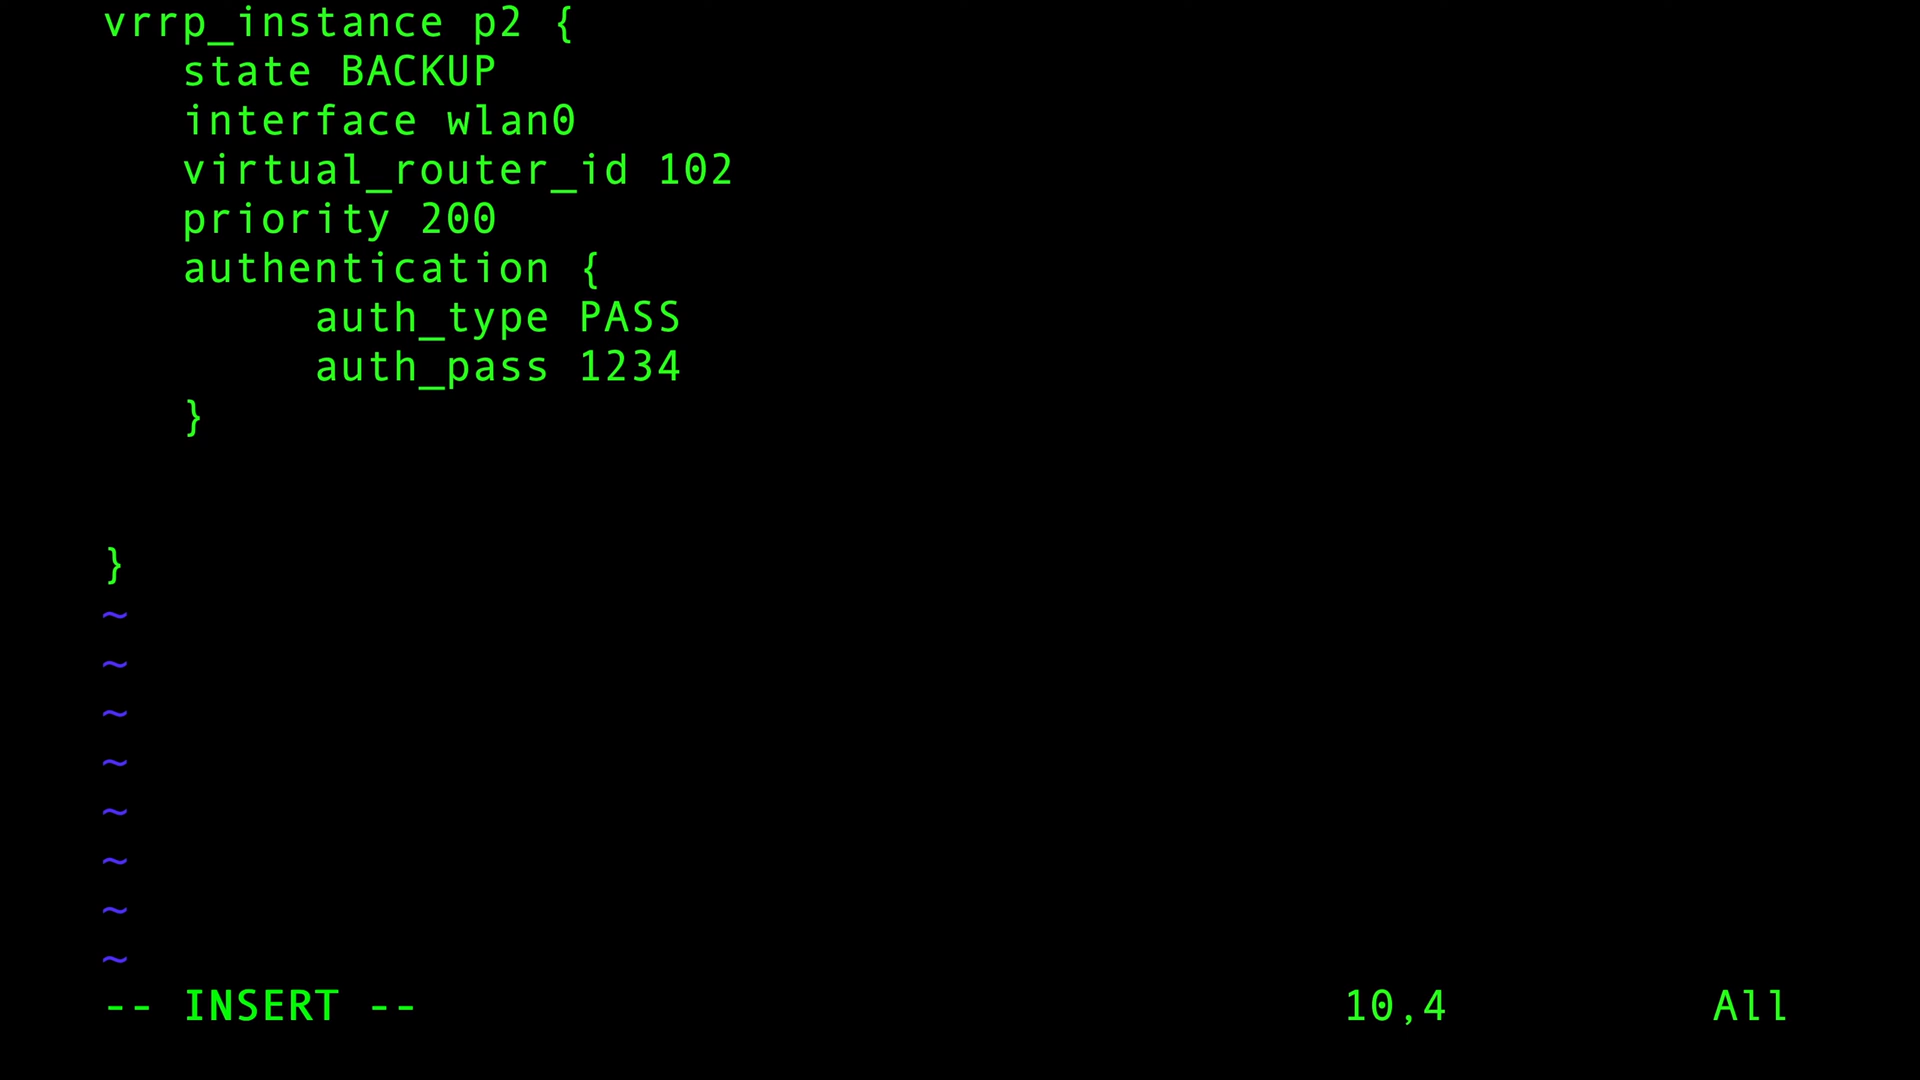 vrrp_instance p2 {
state BACKUP
interface wlan0
virtual_router_id 102
priority 200
authentication {
auth_type PASS
auth_pass 1234
}
}
~
~
~
~
~
~
~
~
-- INSERT -- 10,4 All